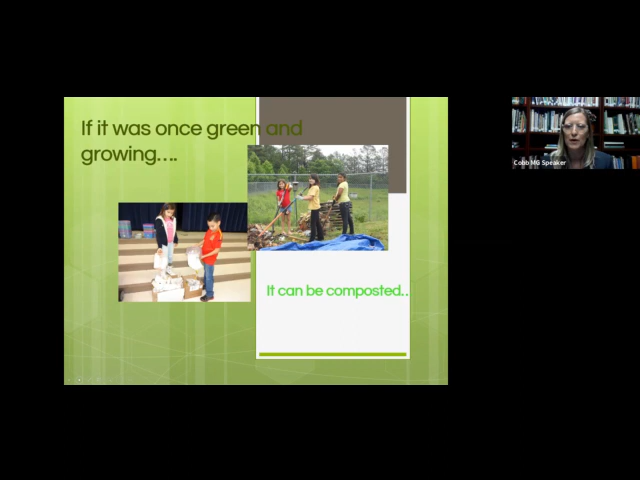 If it was once green and
growing....
It can be composted..
Cobb MG Speaker